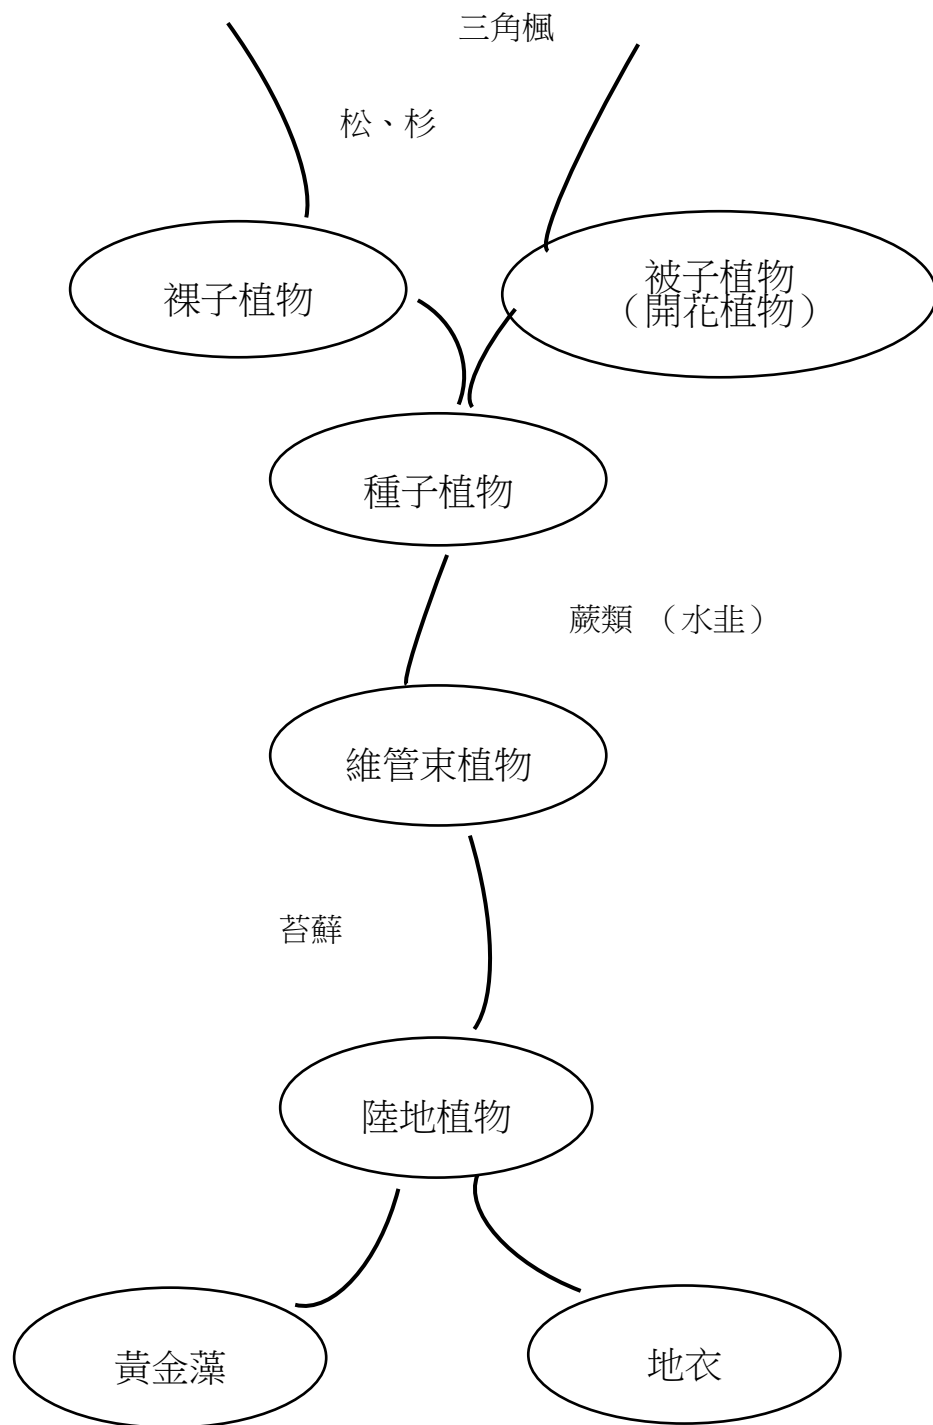 三角楓
松、杉
裸子植物
被子植物
（開花植物）
種子植物
蕨類 （水韭）
維管束植物
苔蘚
陸地植物
黃金藻
地衣